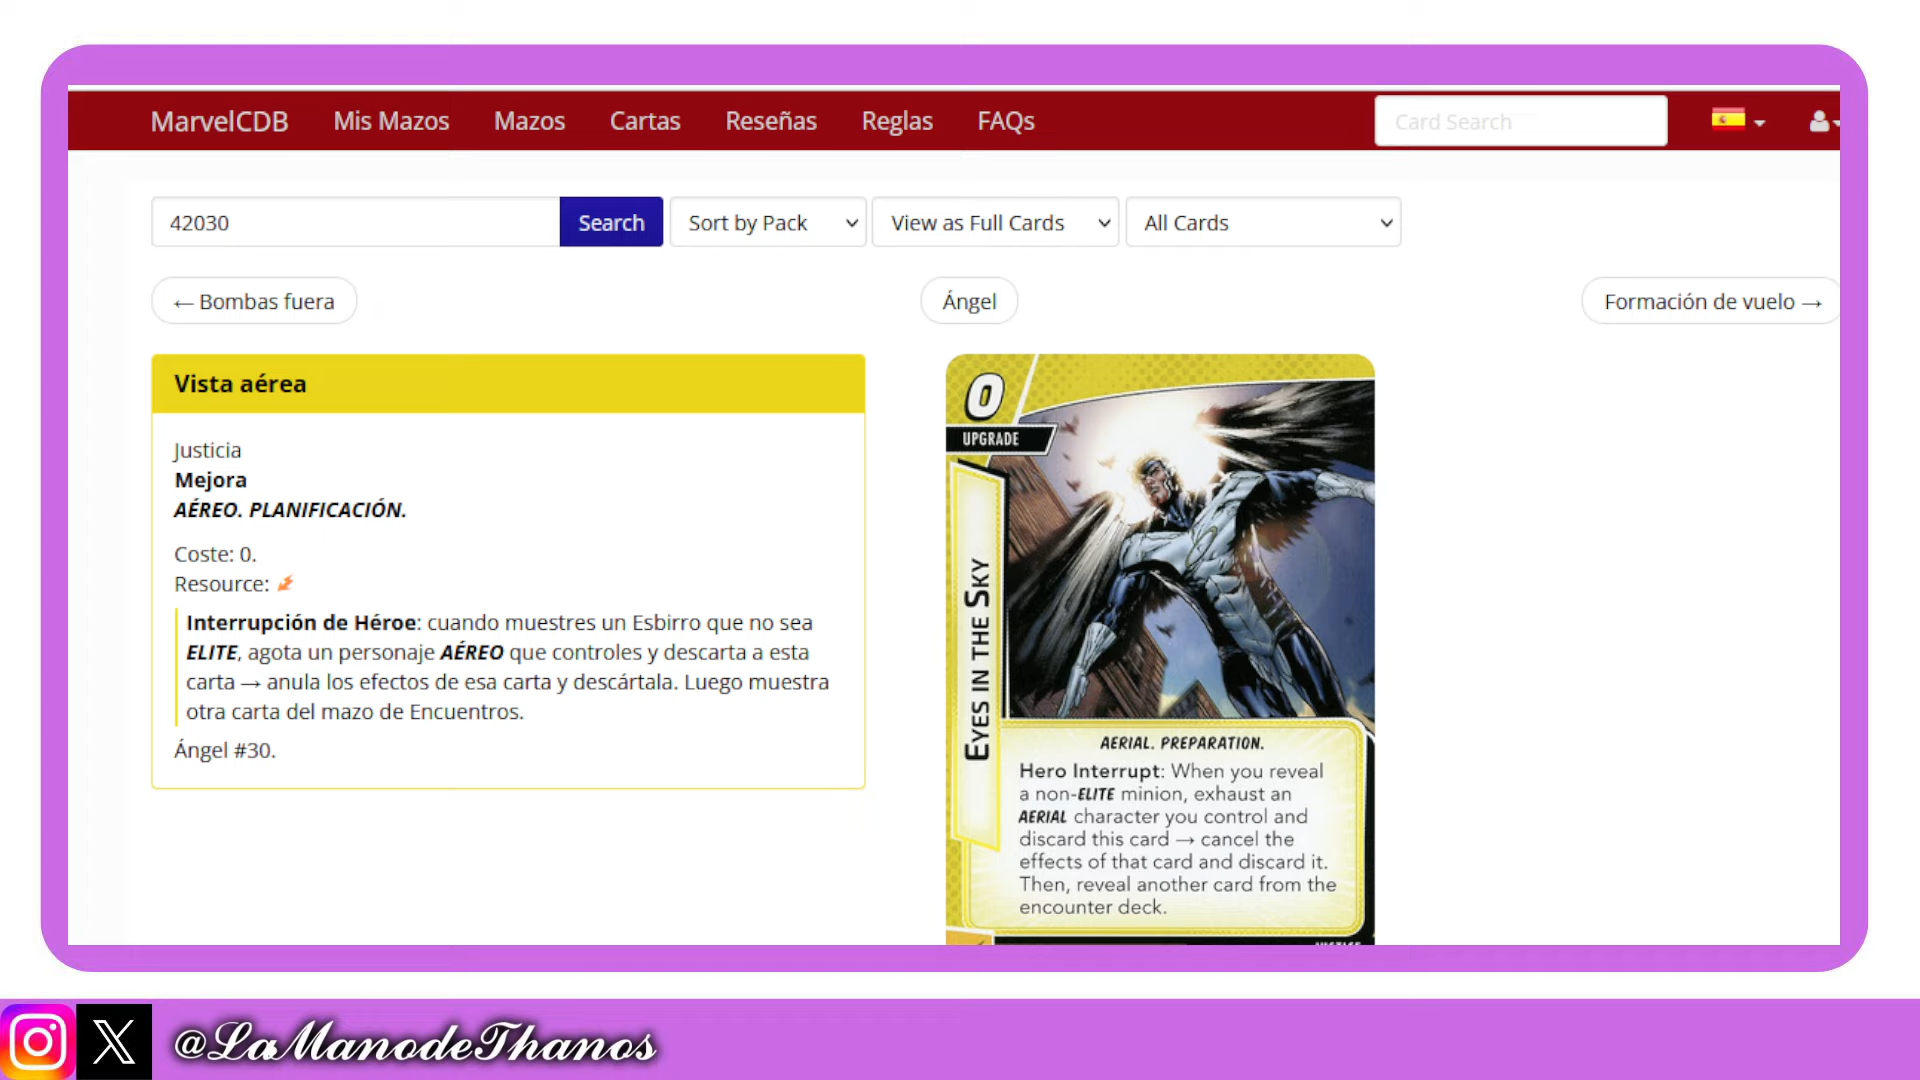 MarvelCDB Mis Mazos Mazos Cartas Reseñas Reglas FAQs Card Search
42030 Search Sort by Pack View as Full Cards All Cards
← Bombas fuera Ángel Formación de vuelo →
Vista aérea
Justicia
Mejora
AÉREO. PLANIFICACIÓN.
Coste: 0.
Resource:
Interrupción de Héroe: cuando muestres un Esbirro que no sea
ELITE, agota un personaje AÉREO que controles y descarta a esta
carta → anula los efectos de esa carta y descártala. Luego muestra
otra carta del mazo de Encuentros.
Ángel #30.
0
UPGRADE
EYES IN THE SKY
AERIAL. PREPARATION.
Hero Interrupt: When you reveal
a non-ELITE minion, exhaust an
AERIAL character you control and
discard this card → cancel the
effects of that card and discard it.
Then, reveal another card from the
encounter deck.
@LaManodeThanos